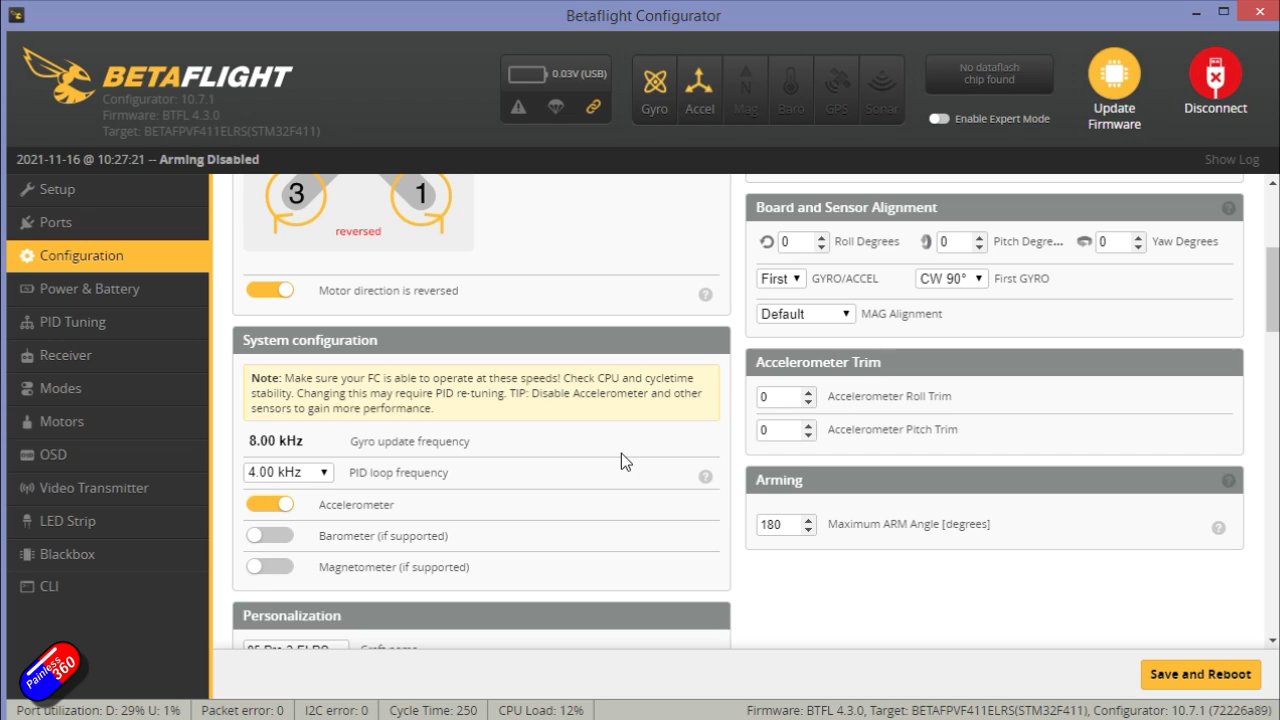 Betaflight Configurator
BETAFLIGHT
Configurator: 10.7.1
Firmware: BTFL 4.3.0
Target: BETAFPVF411ELRS(STM32F411)
0.03V (USB)
Gyro
Accel
Mag
Baro
GPS
Sonar
No dataflash
chip found
Enable Expert Mode
Update
Firmware
Disconnect
2021-11-16 @ 10:27:21 -- Arming Disabled
Show Log
Setup
Ports
Configuration
Power & Battery
PID Tuning
Receiver
Modes
Motors
OSD
Video Transmitter
LED Strip
Blackbox
CLI
Painless
360
3
1
reversed
Motor direction is reversed
System configuration
Note: Make sure your FC is able to operate at these speeds! Check CPU and cycletime
stability. Changing this may require PID re-tuning. TIP: Disable Accelerometer and other
sensors to gain more performance.
8.00 kHz Gyro update frequency
4.00 kHz PID loop frequency
Accelerometer
Barometer (if supported)
Magnetometer (if supported)
Personalization
Board and Sensor Alignment
0 Roll Degrees 0 Pitch Degre... 0 Yaw Degrees
First GYRO/ACCEL CW 90° First GYRO
Default MAG Alignment
Accelerometer Trim
0 Accelerometer Roll Trim
0 Accelerometer Pitch Trim
Arming
180 Maximum ARM Angle [degrees]
Save and Reboot
Port utilization: D: 29% U: 1% Packet error: 0 I2C error: 0 Cycle Time: 250 CPU Load: 12% Firmware: BTFL 4.3.0, Target: BETAFPVF411ELRS(STM32F411), Configurator: 10.7.1 (72226a89)